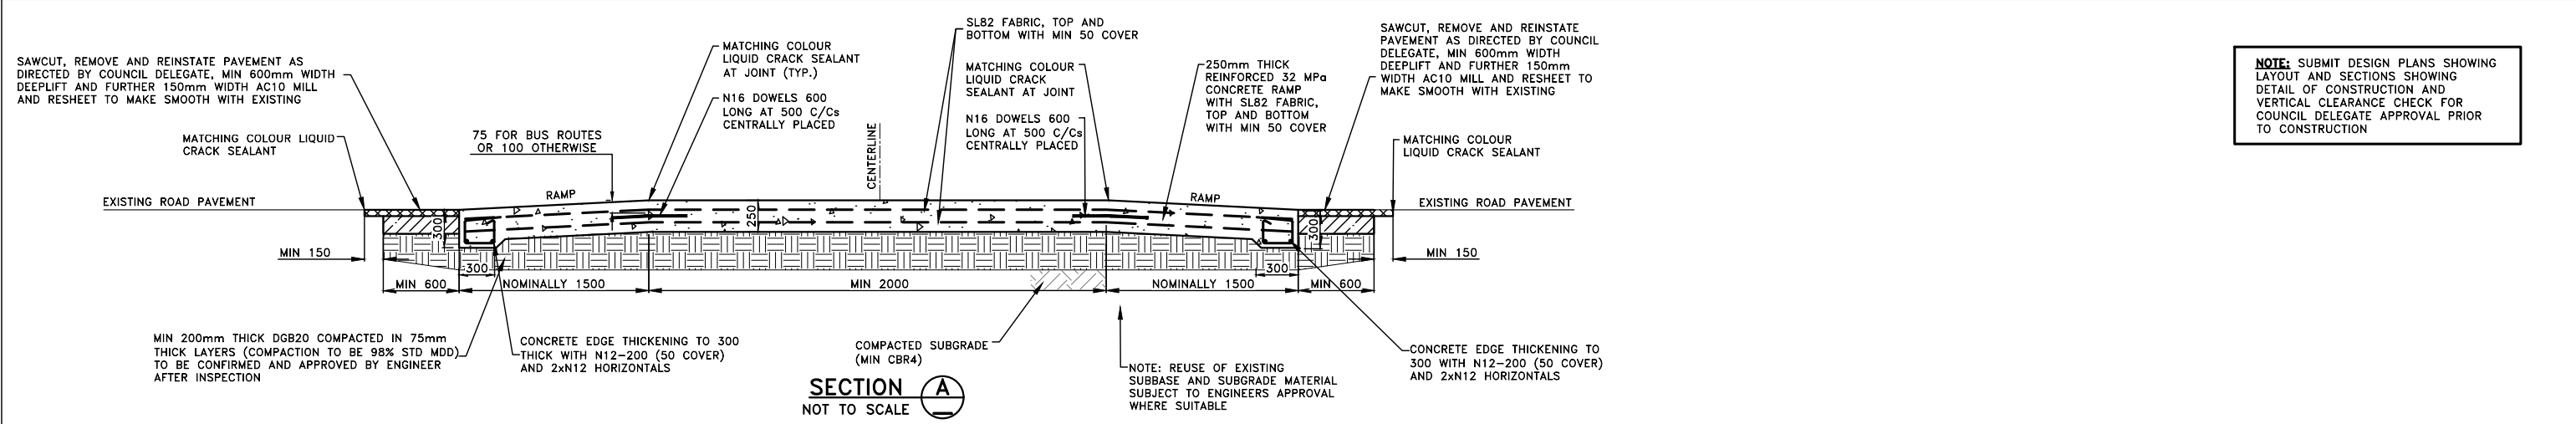 SAWCUT, REMOVE AND REINSTATE PAVEMENT AS
DIRECTED BY COUNCIL DELEGATE, MIN 600mm WIDTH
DEEPLIFT AND FURTHER 150mm WIDTH AC10 MILL
AND RESHEET TO MAKE SMOOTH WITH EXISTING
MATCHING COLOUR LIQUID
CRACK SEALANT
75 FOR BUS ROUTES
OR 100 OTHERWISE
MATCHING COLOUR
LIQUID CRACK SEALANT
AT JOINT (TYP.)
N16 DOWELS 600
LONG AT 500 C/Cs
CENTRALLY PLACED
CENTERLINE
SL82 FABRIC, TOP AND
BOTTOM WITH MIN 50 COVER
MATCHING COLOUR
LIQUID CRACK
SEALANT AT JOINT
N16 DOWELS 600
LONG AT 500 C/Cs
CENTRALLY PLACED
250mm THICK
REINFORCED 32 MPa
CONCRETE RAMP
WITH SL82 FABRIC,
TOP AND BOTTOM
WITH MIN 50 COVER
SAWCUT, REMOVE AND REINSTATE
PAVEMENT AS DIRECTED BY COUNCIL
DELEGATE, MIN 600mm WIDTH
DEEPLIFT AND FURTHER 150mm
WIDTH AC10 MILL AND RESHEET TO
MAKE SMOOTH WITH EXISTING
MATCHING COLOUR
LIQUID CRACK SEALANT
NOTE: SUBMIT DESIGN PLANS SHOWING
LAYOUT AND SECTIONS SHOWING
DETAIL OF CONSTRUCTION AND
VERTICAL CLEARANCE CHECK FOR
COUNCIL DELEGATE APPROVAL PRIOR
TO CONSTRUCTION
EXISTING ROAD PAVEMENT
RAMP
RAMP
EXISTING ROAD PAVEMENT
300
250
300
MIN 150
300
300
MIN 150
MIN 600
NOMINALLY 1500
MIN 2000
NOMINALLY 1500
MIN 600
MIN 200mm THICK DGB20 COMPACTED IN 75mm
THICK LAYERS (COMPACTION TO BE 98% STD MDD)
TO BE CONFIRMED AND APPROVED BY ENGINEER
AFTER INSPECTION
CONCRETE EDGE THICKENING TO 300
THICK WITH N12-200 (50 COVER)
AND 2xN12 HORIZONTALS
COMPACTED SUBGRADE
(MIN CBR4)
NOTE: REUSE OF EXISTING
SUBBASE AND SUBGRADE MATERIAL
SUBJECT TO ENGINEERS APPROVAL
WHERE SUITABLE
CONCRETE EDGE THICKENING TO
300 WITH N12-200 (50 COVER)
AND 2xN12 HORIZONTALS
SECTION A
NOT TO SCALE